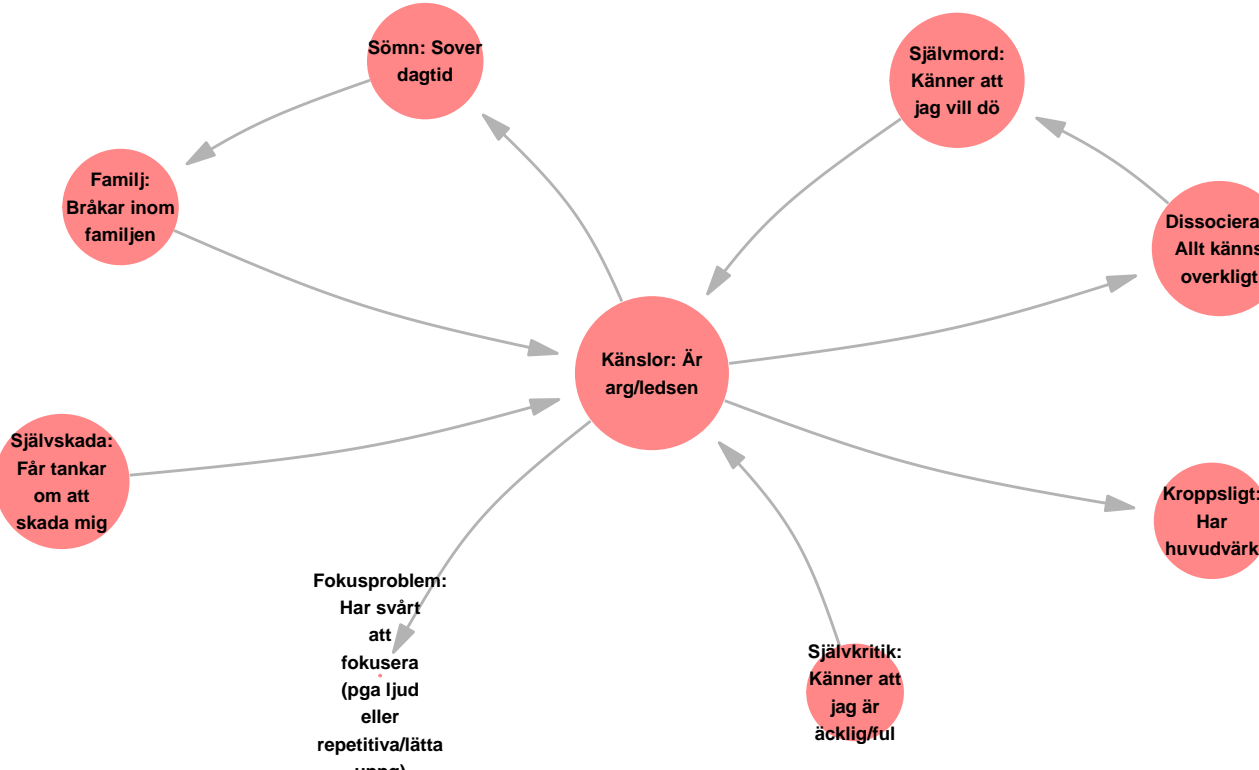 Sömn: Sover
dagtid
Självmord:
Känner att
jag vill dö
Familj:
Bråkar inom
familjen
Dissociera
Allt känns
overkligt
Känslor: Är
arg/ledsen
Självskada:
Får tankar
om att
skada mig
Kroppsligt:
Har
huvudvärk
Fokusproblem:
Har svårt
att
fokusera
(pga ljud
eller
repetitiva/lätta
uppg)
Självkritik:
Känner att
jag är
äcklig/ful